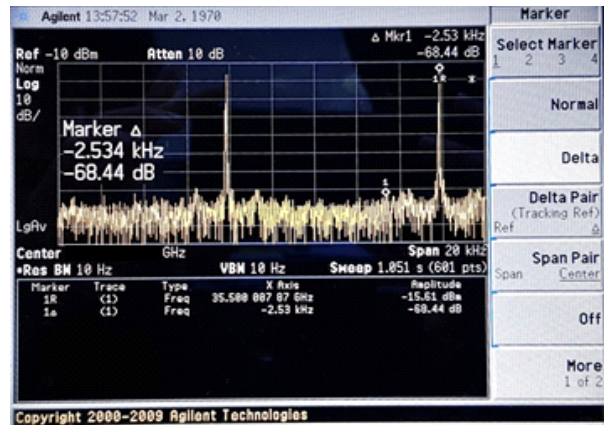 Agilent 13:57:52 Mar 2, 1970
Marker
Δ Mkr1 -2.53 kHz
Ref -10 dBm Atten 10 dB -68.44 dB
Norm
Log
10
dB/
1R
Marker Δ
-2.534 kHz
-68.44 dB
1
LgAv
Center GHz Span 20 kHz
*Res BW 10 Hz VBW 10 Hz Sweep 1.051 s (601 pts)
Marker Trace Type X Axis Amplitude
1R (1) Freq 35.500 007 87 GHz -15.61 dBm
1Δ (1) Freq -2.53 kHz -68.44 dB
Select Marker
1 2 3 4
Normal
Delta
Delta Pair
(Tracking Ref)
Ref Δ
Span Pair
Span Center
Off
More
1 of 2
Copyright 2000-2009 Agilent Technologies